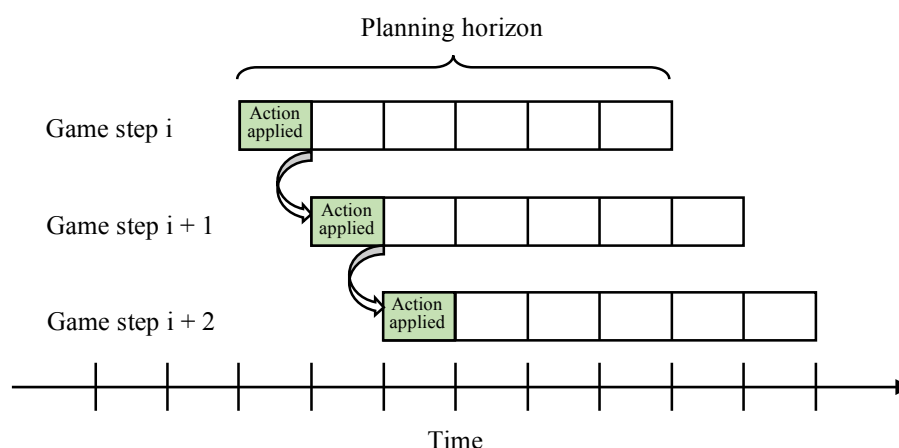 Planning horizon
Game step i
Action
applied
Game step i + 1
Action
applied
Game step i + 2
Action
applied
Time